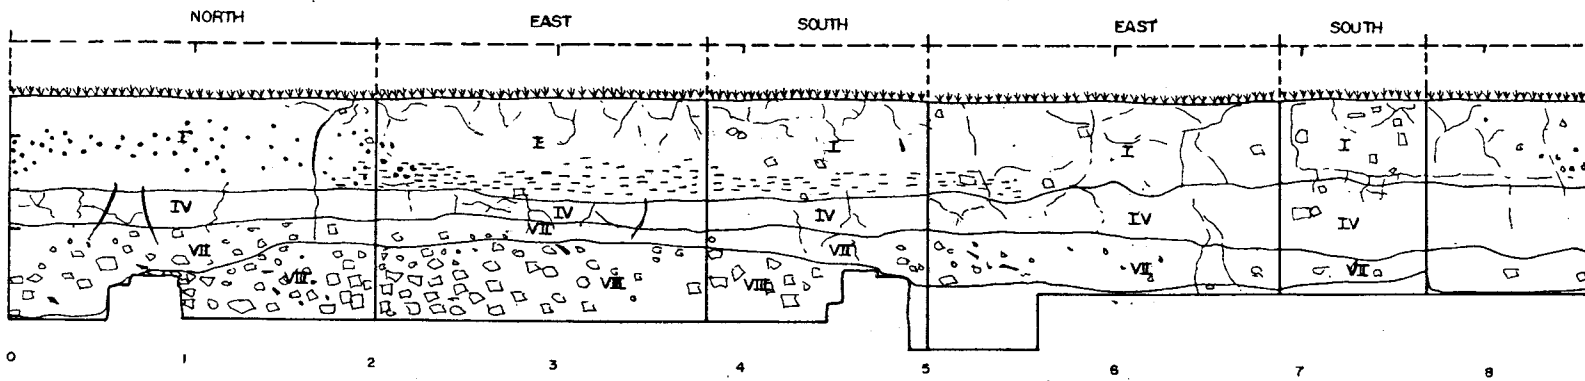 NORTH EAST SOUTH EAST SOUTH
I I I I I
IV IV IV IV IV
VII VII VII VII VII
VIII VIII VIII
0 1 2 3 4 5 6 7 8